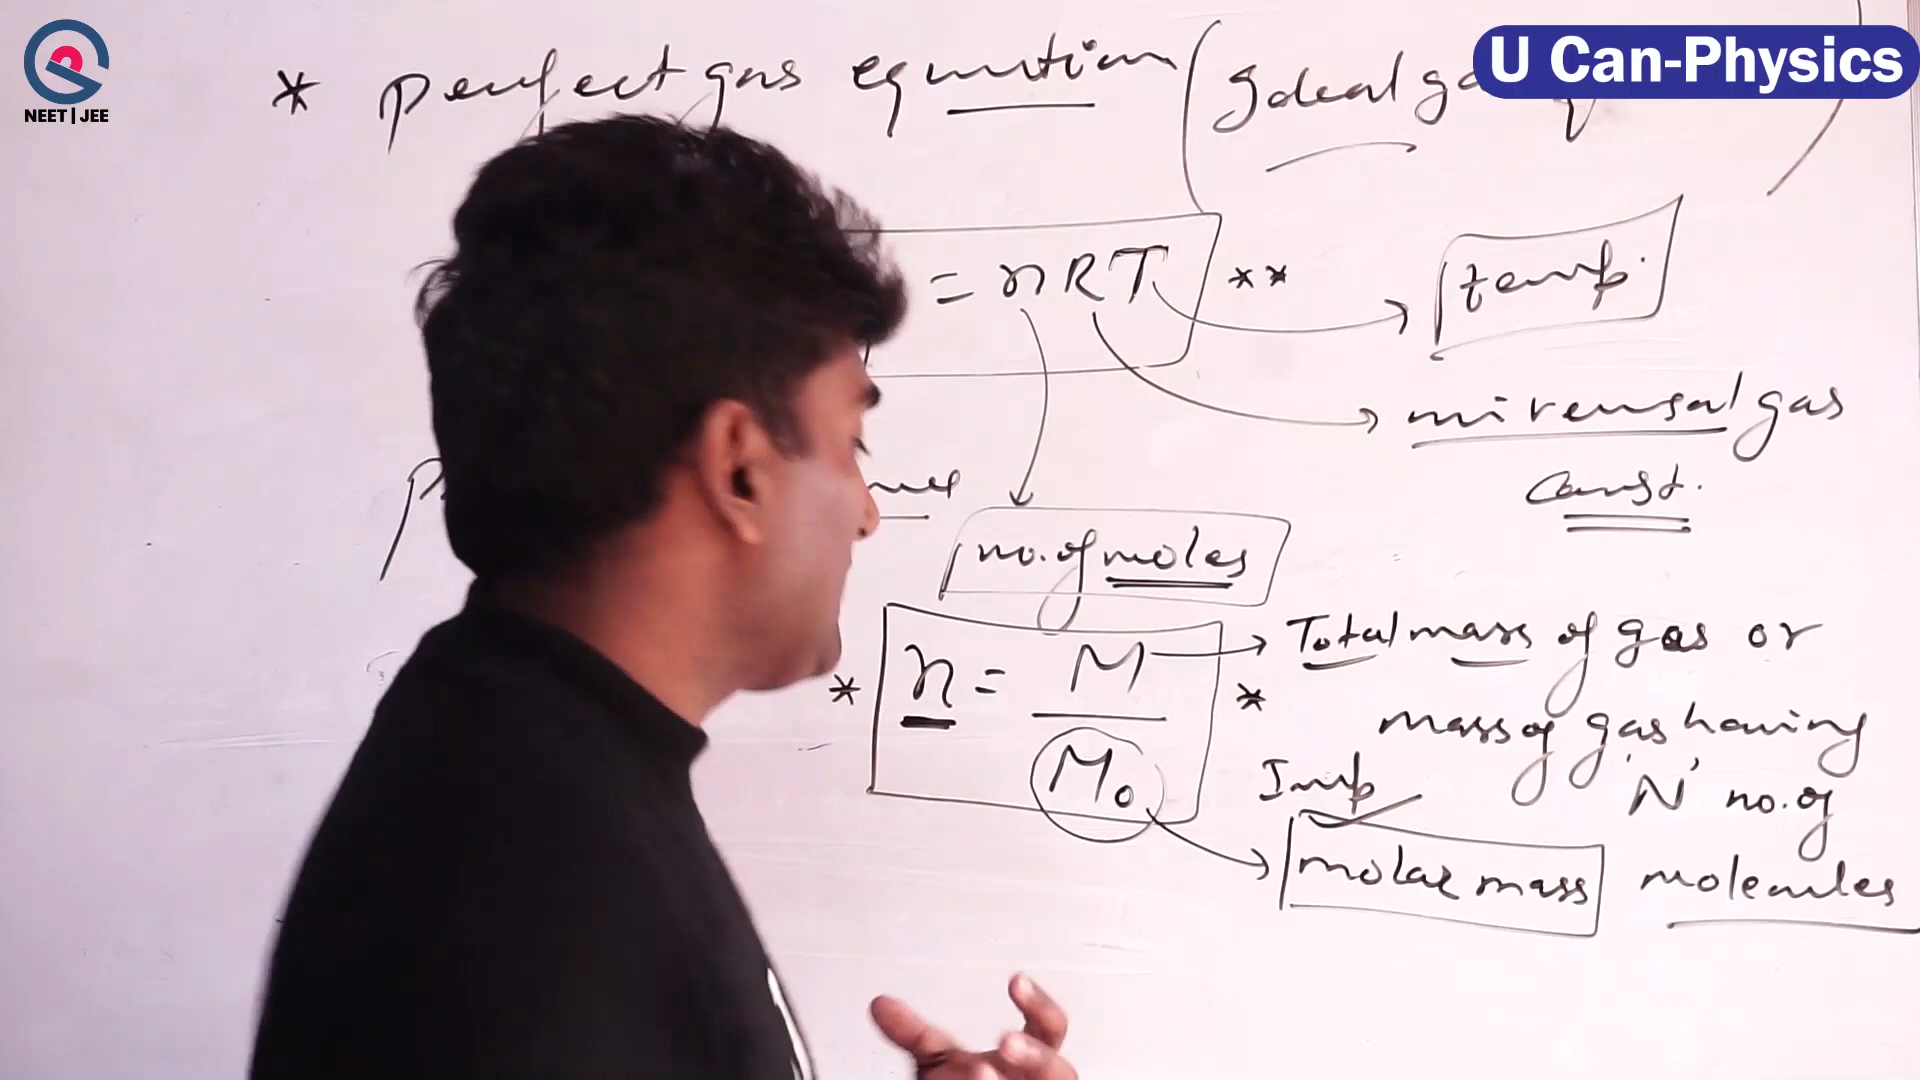 NEET | JEE
U Can-Physics
* perfect gas equation (Ideal ga
= nRT **
temp.
universal gas
const.
no. of moles
* n = M / M₀ *
Total mass of gas or
mass of gas having
'N' no. of
molecules
Imp
molar mass